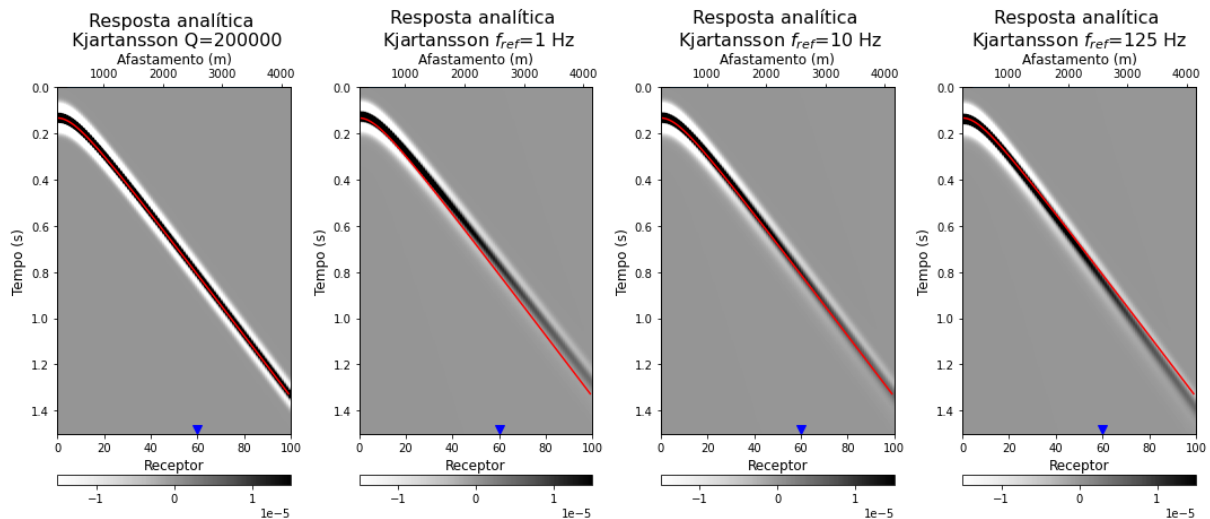 Resposta analítica
Kjartansson Q=200000
Afastamento (m)
1000 2000 3000 4000
Tempo (s)
0.0
0.2
0.4
0.6
0.8
1.0
1.2
1.4
0 20 40 60 80 100
Receptor
−1 0 1
1e−5
Resposta analítica
Kjartansson f_ref=1 Hz
Afastamento (m)
1000 2000 3000 4000
Tempo (s)
0.0
0.2
0.4
0.6
0.8
1.0
1.2
1.4
0 20 40 60 80 100
Receptor
−1 0 1
1e−5
Resposta analítica
Kjartansson f_ref=10 Hz
Afastamento (m)
1000 2000 3000 4000
Tempo (s)
0.0
0.2
0.4
0.6
0.8
1.0
1.2
1.4
0 20 40 60 80 100
Receptor
−1 0 1
1e−5
Resposta analítica
Kjartansson f_ref=125 Hz
Afastamento (m)
1000 2000 3000 4000
Tempo (s)
0.0
0.2
0.4
0.6
0.8
1.0
1.2
1.4
0 20 40 60 80 100
Receptor
−1 0 1
1e−5